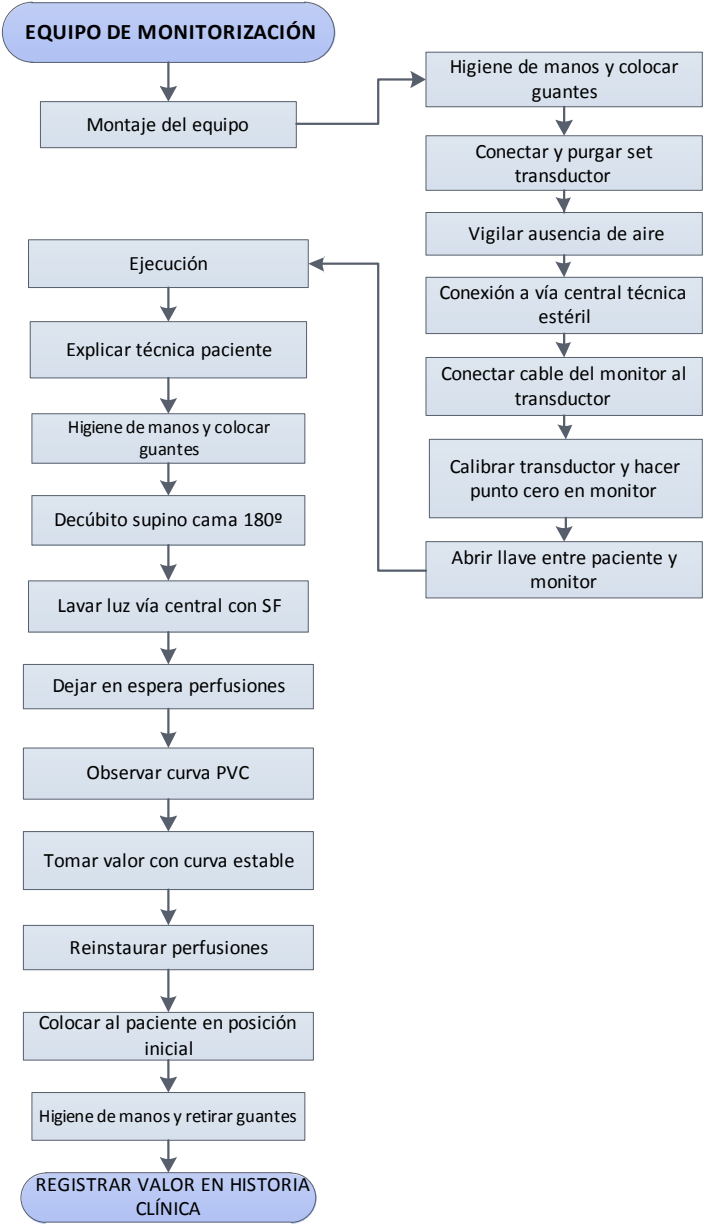 EQUIPO DE MONITORIZACIÓN
Montaje del equipo
Higiene de manos y colocar
guantes
Conectar y purgar set
transductor
Vigilar ausencia de aire
Conexión a vía central técnica
estéril
Conectar cable del monitor al
transductor
Calibrar transductor y hacer
punto cero en monitor
Abrir llave entre paciente y
monitor
Ejecución
Explicar técnica paciente
Higiene de manos y colocar
guantes
Decúbito supino cama 180º
Lavar luz vía central con SF
Dejar en espera perfusiones
Observar curva PVC
Tomar valor con curva estable
Reinstaurar perfusiones
Colocar al paciente en posición
inicial
Higiene de manos y retirar guantes
REGISTRAR VALOR EN HISTORIA
CLÍNICA